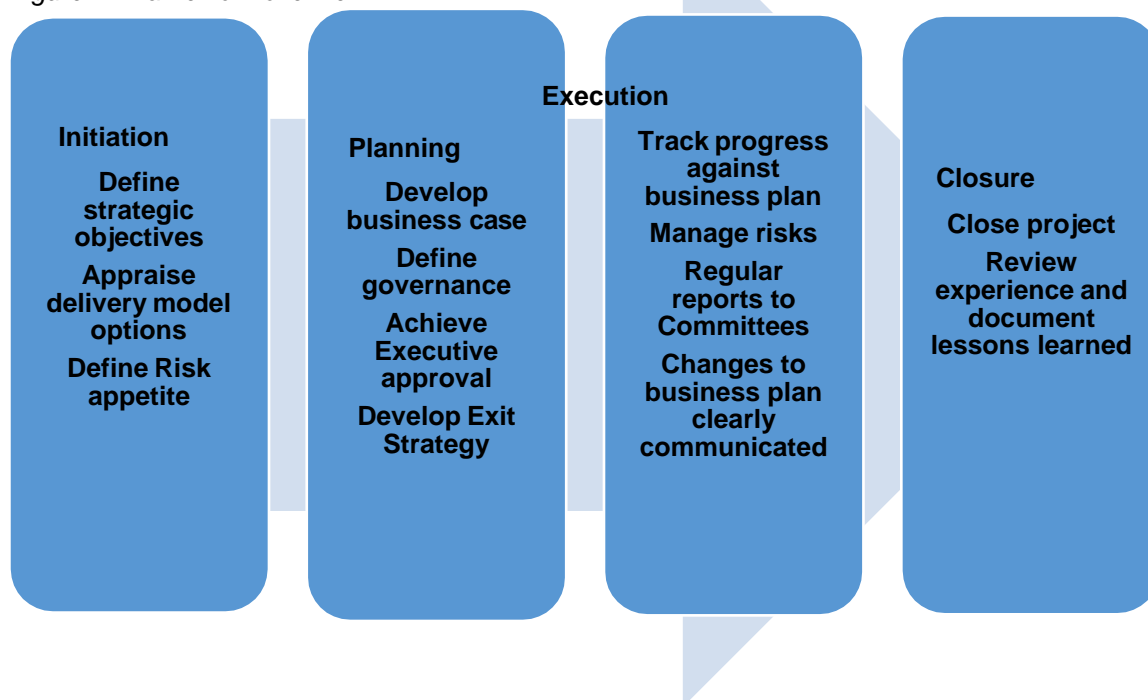 Initiation
Define
strategic
objectives
Appraise
delivery model
options
Define Risk
appetite
Planning
Develop
business case
Define
governance
Achieve
Executive
approval
Develop Exit
Strategy
Execution
Track progress
against
business plan
Manage risks
Regular
reports to
Committees
Changes to
business plan
clearly
communicated
Closure
Close project
Review
experience and
document
lessons learned